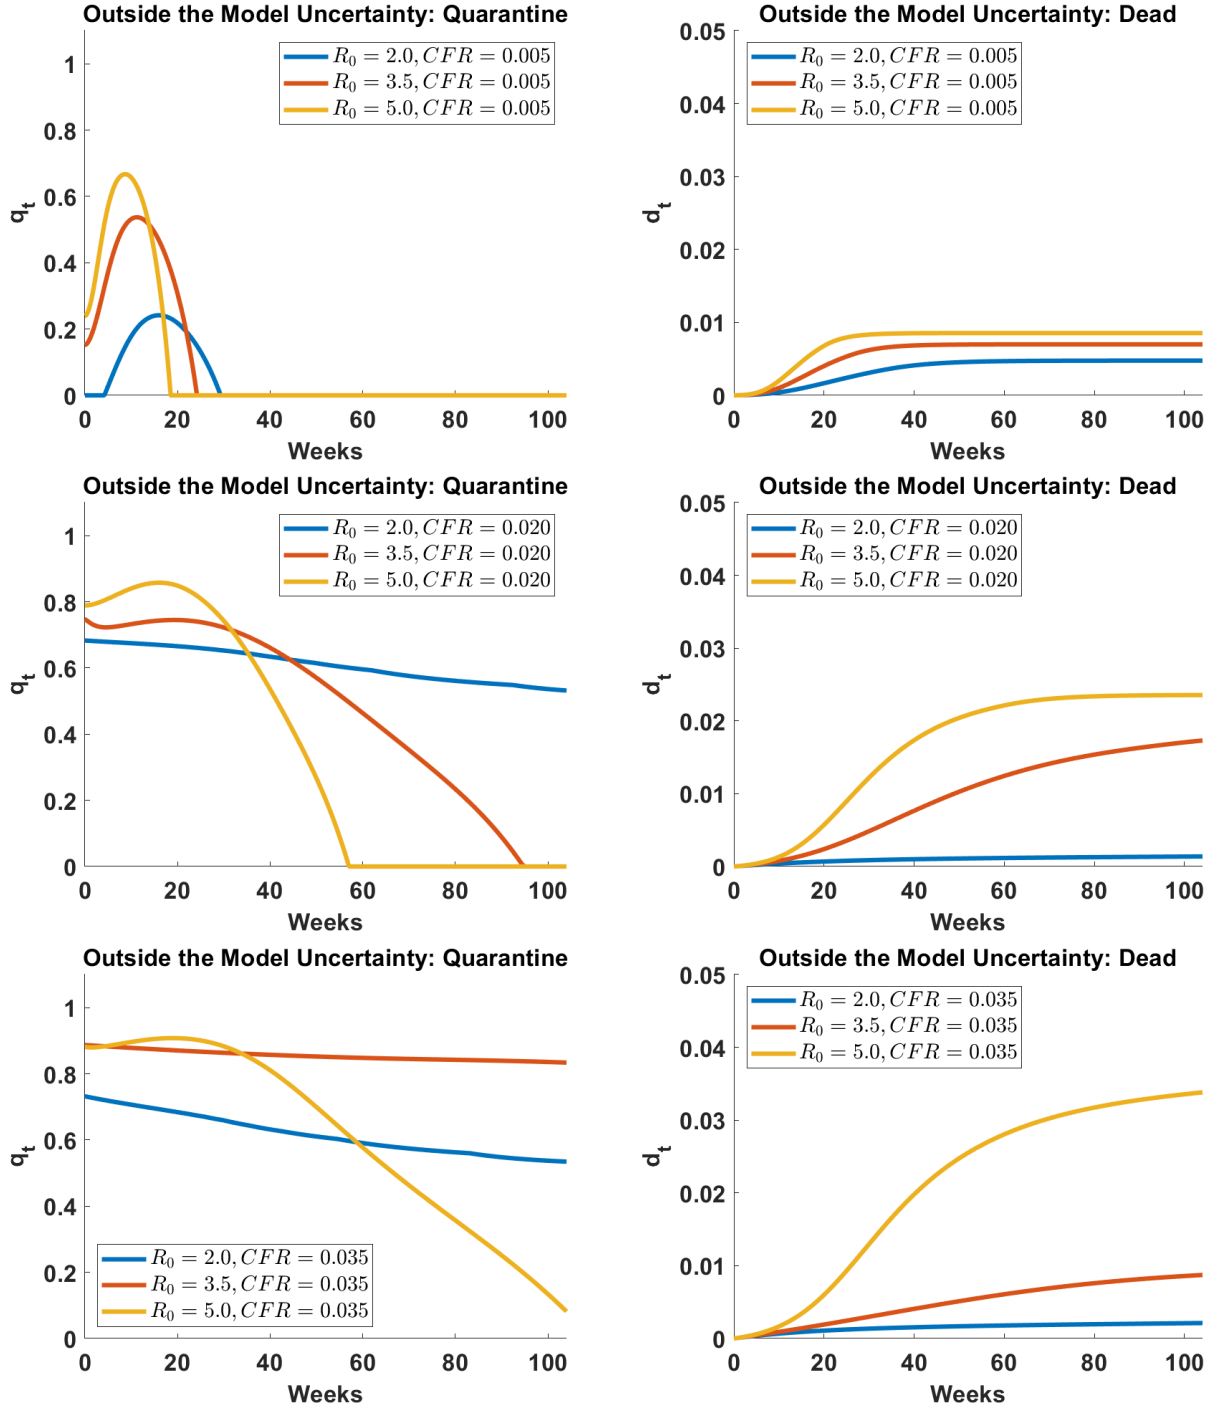 Outside the Model Uncertainty: Quarantine
R₀ = 2.0, CFR = 0.005
R₀ = 3.5, CFR = 0.005
R₀ = 5.0, CFR = 0.005
1
0.8
0.6
0.4
0.2
0
qₜ
0 20 40 60 80 100
Weeks
Outside the Model Uncertainty: Dead
R₀ = 2.0, CFR = 0.005
R₀ = 3.5, CFR = 0.005
R₀ = 5.0, CFR = 0.005
0.05
0.04
0.03
0.02
0.01
0
dₜ
0 20 40 60 80 100
Weeks
Outside the Model Uncertainty: Quarantine
R₀ = 2.0, CFR = 0.020
R₀ = 3.5, CFR = 0.020
R₀ = 5.0, CFR = 0.020
1
0.8
0.6
0.4
0.2
0
qₜ
0 20 40 60 80 100
Weeks
Outside the Model Uncertainty: Dead
R₀ = 2.0, CFR = 0.020
R₀ = 3.5, CFR = 0.020
R₀ = 5.0, CFR = 0.020
0.05
0.04
0.03
0.02
0.01
0
dₜ
0 20 40 60 80 100
Weeks
Outside the Model Uncertainty: Quarantine
1
0.8
0.6
0.4
0.2
0
qₜ
R₀ = 2.0, CFR = 0.035
R₀ = 3.5, CFR = 0.035
R₀ = 5.0, CFR = 0.035
0 20 40 60 80 100
Weeks
Outside the Model Uncertainty: Dead
R₀ = 2.0, CFR = 0.035
R₀ = 3.5, CFR = 0.035
R₀ = 5.0, CFR = 0.035
0.05
0.04
0.03
0.02
0.01
0
dₜ
0 20 40 60 80 100
Weeks